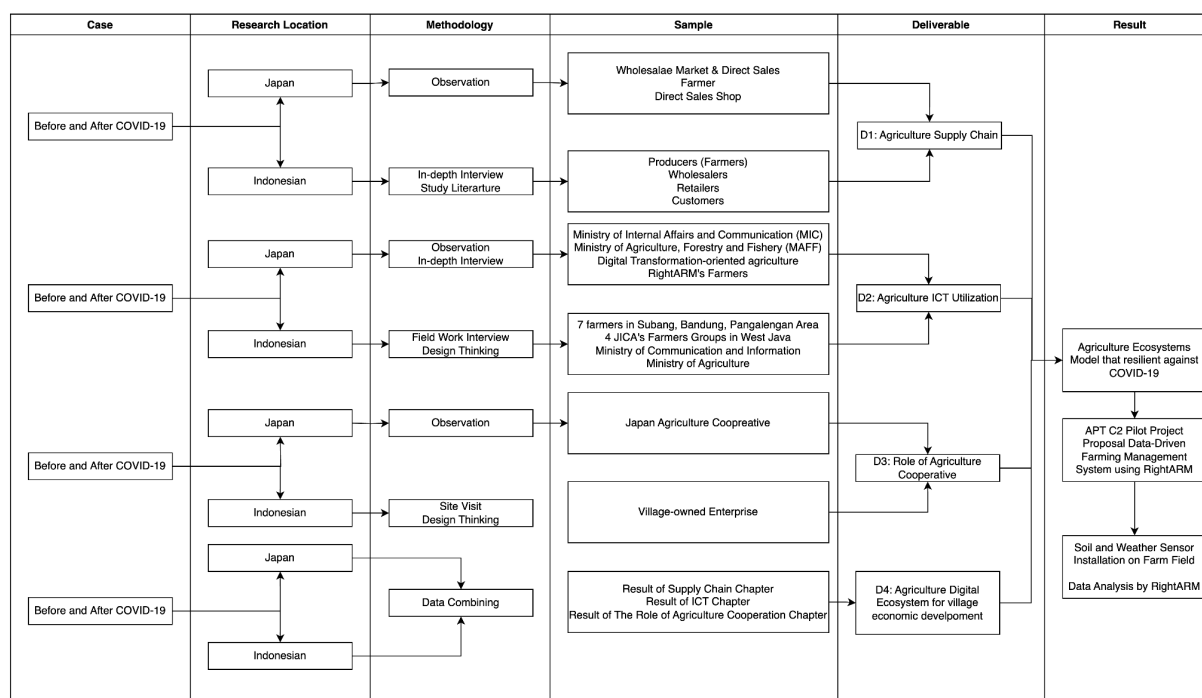 Case
Research Location
Methodology
Sample
Deliverable
Result
Before and After COVID-19
Japan
Observation
Wholesalae Market & Direct Sales
Farmer
Direct Sales Shop
D1: Agriculture Supply Chain
Indonesian
In-depth Interview
Study Literarture
Producers (Farmers)
Wholesalers
Retailers
Customers
Before and After COVID-19
Japan
Observation
In-depth Interview
Ministry of Internal Affairs and Communication (MIC)
Ministry of Agriculture, Forestry and Fishery (MAFF)
Digital Transformation-oriented agriculture
RightARM's Farmers
D2: Agriculture ICT Utilization
Indonesian
Field Work Interview
Design Thinking
7 farmers in Subang, Bandung, Pangalengan Area
4 JICA's Farmers Groups in West Java
Ministry of Communication and Information
Ministry of Agriculture
Before and After COVID-19
Japan
Observation
Japan Agriculture Coopreative
D3: Role of Agriculture
Cooperative
Indonesian
Site Visit
Design Thinking
Village-owned Enterprise
Before and After COVID-19
Japan
Indonesian
Data Combining
Result of Supply Chain Chapter
Result of ICT Chapter
Result of The Role of Agriculture Cooperation Chapter
D4: Agriculture Digital
Ecosystem for village
economic develpoment
Agriculture Ecosystems
Model that resilient against
COVID-19
APT C2 Pilot Project
Proposal Data-Driven
Farming Management
System using RightARM
Soil and Weather Sensor
Installation on Farm Field
Data Analysis by RightARM